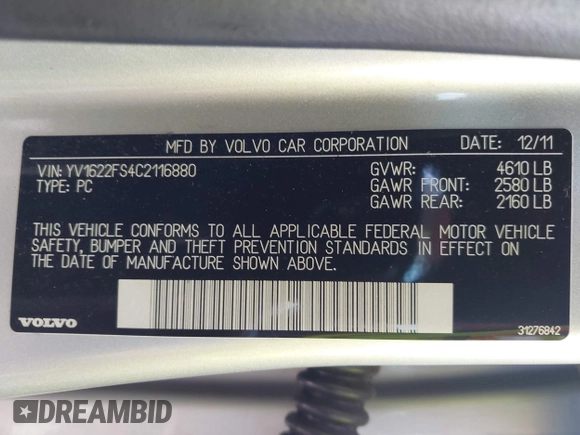 MFD BY VOLVO CAR CORPORATION DATE: 12/11
VIN: YV1622FS4C2116880 GVWR: 4610 LB
TYPE: PC GAWR FRONT: 2580 LB
GAWR REAR: 2160 LB
THIS VEHICLE CONFORMS TO ALL APPLICABLE FEDERAL MOTOR VEHICLE
SAFETY, BUMPER AND THEFT PREVENTION STANDARDS IN EFFECT ON
THE DATE OF MANUFACTURE SHOWN ABOVE.
VOLVO 31276842
DREAMBID